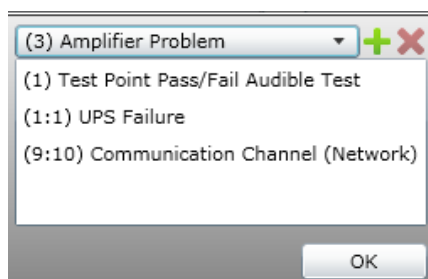 (3) Amplifier Problem
(1) Test Point Pass/Fail Audible Test
(1:1) UPS Failure
(9:10) Communication Channel (Network)
OK